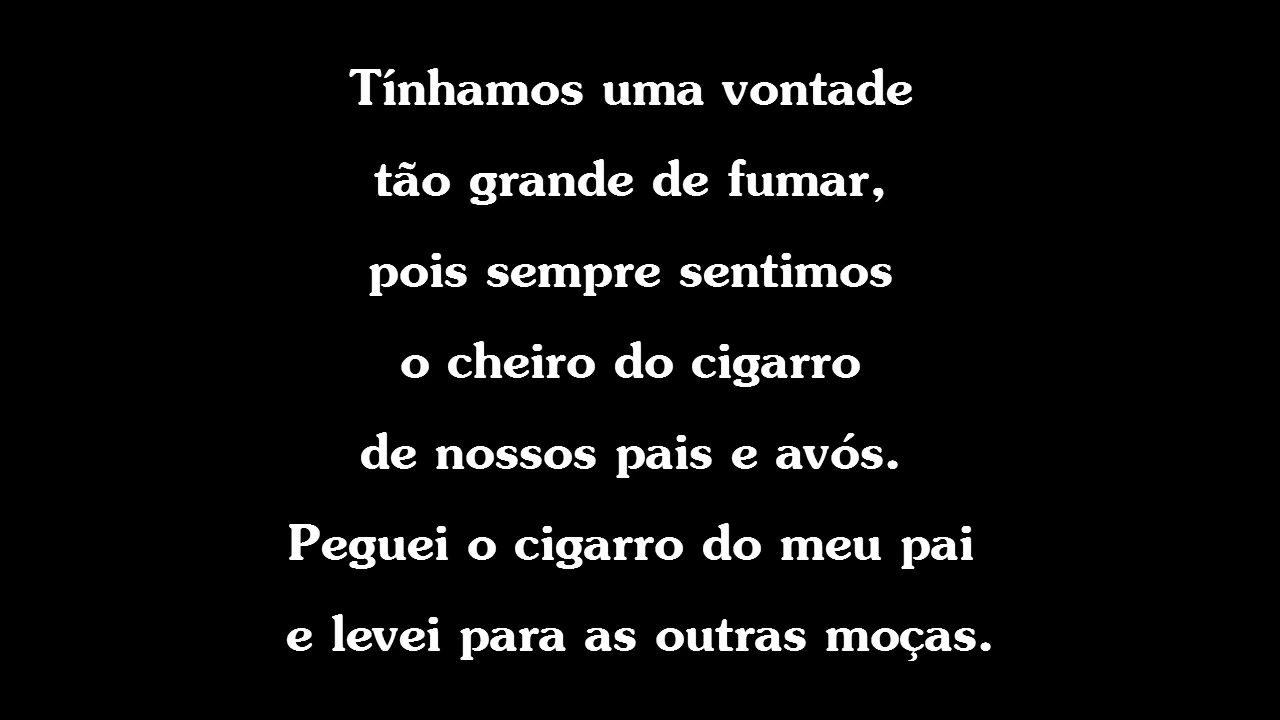 Tínhamos uma vontade
tão grande de fumar,
pois sempre sentimos
o cheiro do cigarro
de nossos pais e avós.
Peguei o cigarro do meu pai
e levei para as outras moças.